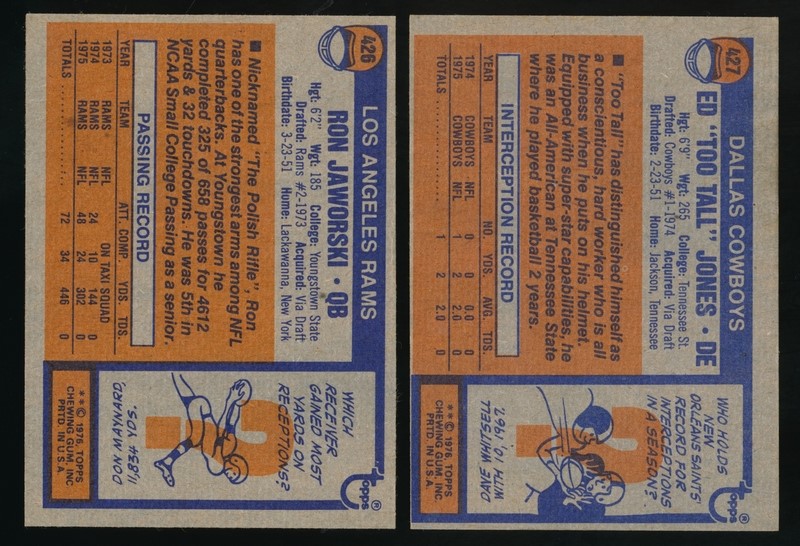 426
LOS ANGELES RAMS
RON JAWORSKI • QB
Hgt: 6'2" Wgt: 185 College: Youngstown State
Drafted: Rams #2-1973 Acquired: Via Draft
Birthdate: 3-23-51 Home: Lackawanna, New York
■ Nicknamed "The Polish Rifle", Ron
has one of the strongest arms among NFL
quarterbacks. At Youngstown he
completed 325 of 658 passes for 4612
yards & 32 touchdowns. He was 5th in
NCAA Small College Passing as a senior.
PASSING RECORD
YEAR TEAM ATT. COMP. YDS. TDS.
1973 RAMS NFL ON TAXI SQUAD
1974 RAMS NFL 24 10 144 0
1975 RAMS NFL 48 24 302 0
TOTALS 72 34 446 0
Topps®
WHICH
RECEIVER
GAINED MOST
YARDS ON
RECEPTIONS?
DON MAYNARD,
11,834 YDS.
** © 1976, TOPPS
CHEWING GUM, INC.
PRTD. IN U.S.A.
427
DALLAS COWBOYS
ED "TOO TALL" JONES • DE
Hgt: 6'9" Wgt: 265 College: Tennessee St.
Drafted: Cowboys #1-1974 Acquired: Via Draft
Birthdate: 2-23-51 Home: Jackson, Tennessee
■ "Too Tall" has distinguished himself as
a conscientious, hard worker who is all
business when he puts on his helmet.
Equipped with super-star capabilities, he
was an All-American at Tennessee State
where he played basketball 2 years.
INTERCEPTION RECORD
YEAR TEAM NO. YDS. AVG. TDS.
1974 COWBOYS NFL 0 0 0.0 0
1975 COWBOYS NFL 1 2 2.0 0
TOTALS 1 2 2.0 0
Topps®
WHO HOLDS
NEW
ORLEANS SAINTS'
RECORD FOR
INTERCEPTIONS
IN A SEASON?
DAVE WHITSELL
WITH 10, 1967.
** © 1976, TOPPS
CHEWING GUM, INC.
PRTD. IN U.S.A.